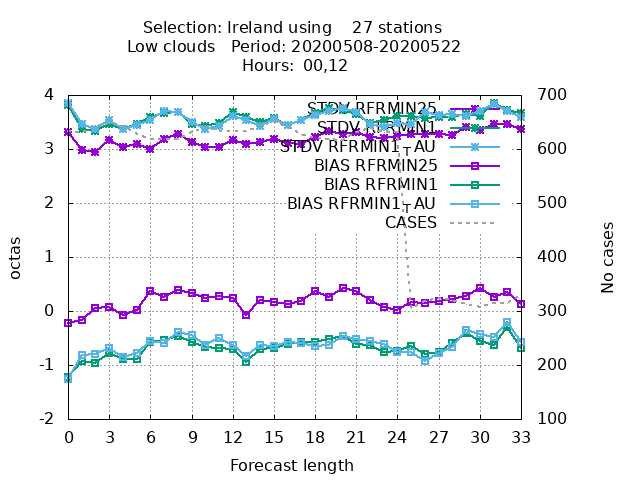 Selection: Ireland using 27 stations
Low clouds Period: 20200508-20200522
Hours: 00,12
4 700
STDV RFRMIN25
STDV RFRMIN1
3 600
STDV RFRMIN1_AU
BIAS RFRMIN25
BIAS RFRMIN1
2 500
BIAS RFRMIN1_AU
CASES
octas
No cases
1 400
0 300
-1 200
-2 100
0 3 6 9 12 15 18 21 24 27 30 33
Forecast length